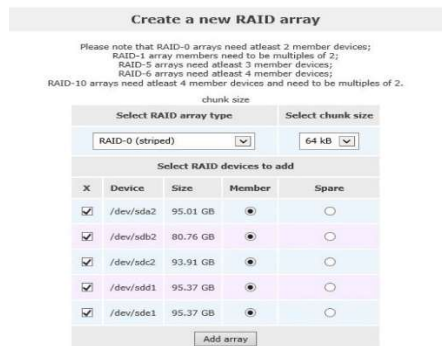 Create a new RAID array
Please note that RAID-0 arrays need to be atleast 2 member devices;
RAID-1 array members need to be multiples of 2;
RAID-5 arrays need atleast 3 member devices;
RAID-6 arrays need atleast 4 member devices;
RAID-10 arrays need atleast 4 member devices and need to be multiples of 2.
chunk size
Select RAID array type Select chunk size
RAID-0 (striped) 64 kB
Select RAID devices to add
X Device Size Member Spare
/dev/sda2 95.01 GB
/dev/sdb2 80.76 GB
/dev/sdc2 93.91 GB
/dev/sdd1 95.37 GB
/dev/sde1 95.37 GB
Add array